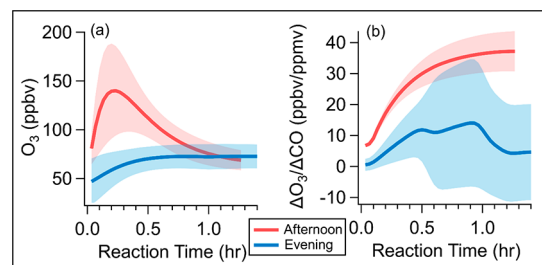 (a)
O3 (ppbv)
200
150
100
50
0.0 0.5 1.0
Reaction Time (hr)
(b)
ΔO3/ΔCO (ppbv/ppmv)
40
30
20
10
0
-10
0.0 0.5 1.0
Reaction Time (hr)
Afternoon
Evening